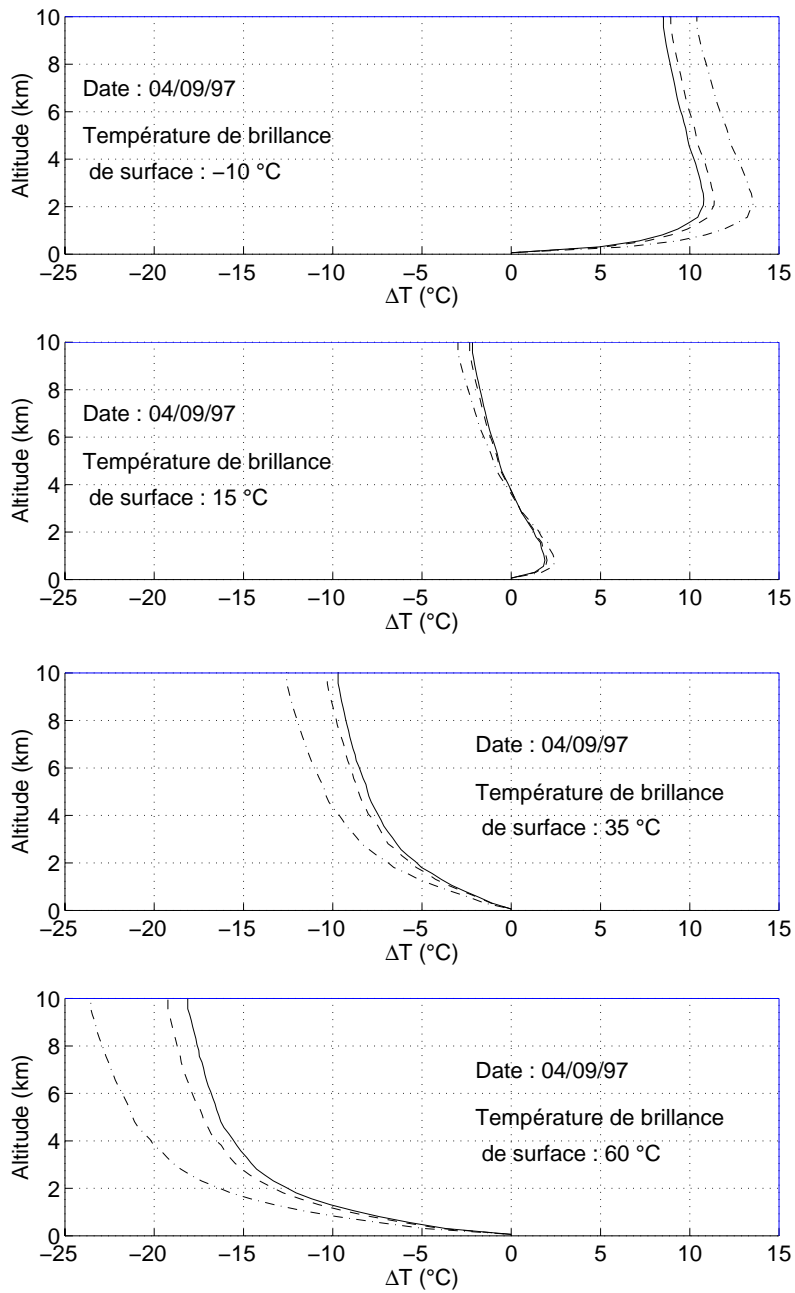 10
8
6
4
2
0
Altitude (km)
Date : 04/09/97
Température de brillance
de surface : −10 °C
−25 −20 −15 −10 −5 0 5 10 15
ΔT (°C)
10
8
6
4
2
0
Altitude (km)
Date : 04/09/97
Température de brillance
de surface : 15 °C
−25 −20 −15 −10 −5 0 5 10 15
ΔT (°C)
10
8
6
4
2
0
Altitude (km)
Date : 04/09/97
Température de brillance
de surface : 35 °C
−25 −20 −15 −10 −5 0 5 10 15
ΔT (°C)
10
8
6
4
2
0
Altitude (km)
Date : 04/09/97
Température de brillance
de surface : 60 °C
−25 −20 −15 −10 −5 0 5 10 15
ΔT (°C)